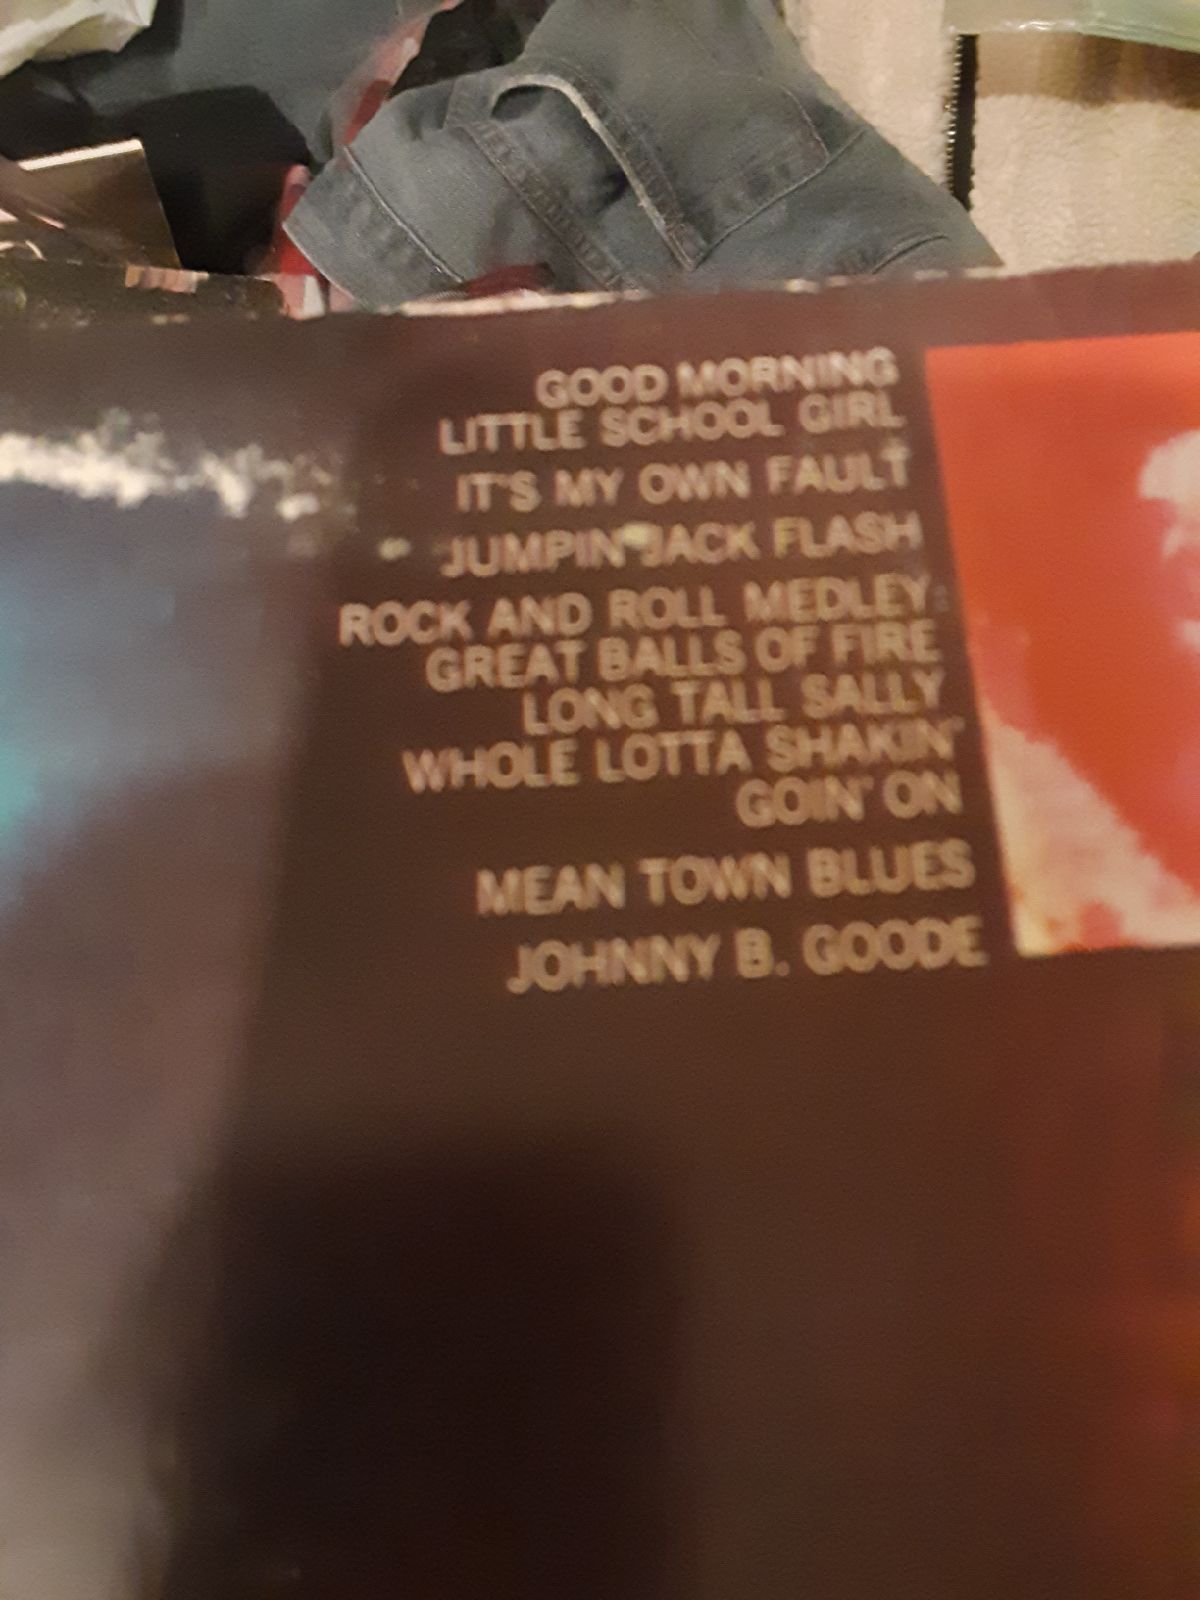 GOOD MORNING
LITTLE SCHOOL GIRL
IT'S MY OWN FAULT
JUMPIN' JACK FLASH
ROCK AND ROLL MEDLEY:
GREAT BALLS OF FIRE
LONG TALL SALLY
WHOLE LOTTA SHAKIN'
GOIN' ON
MEAN TOWN BLUES
JOHNNY B. GOODE